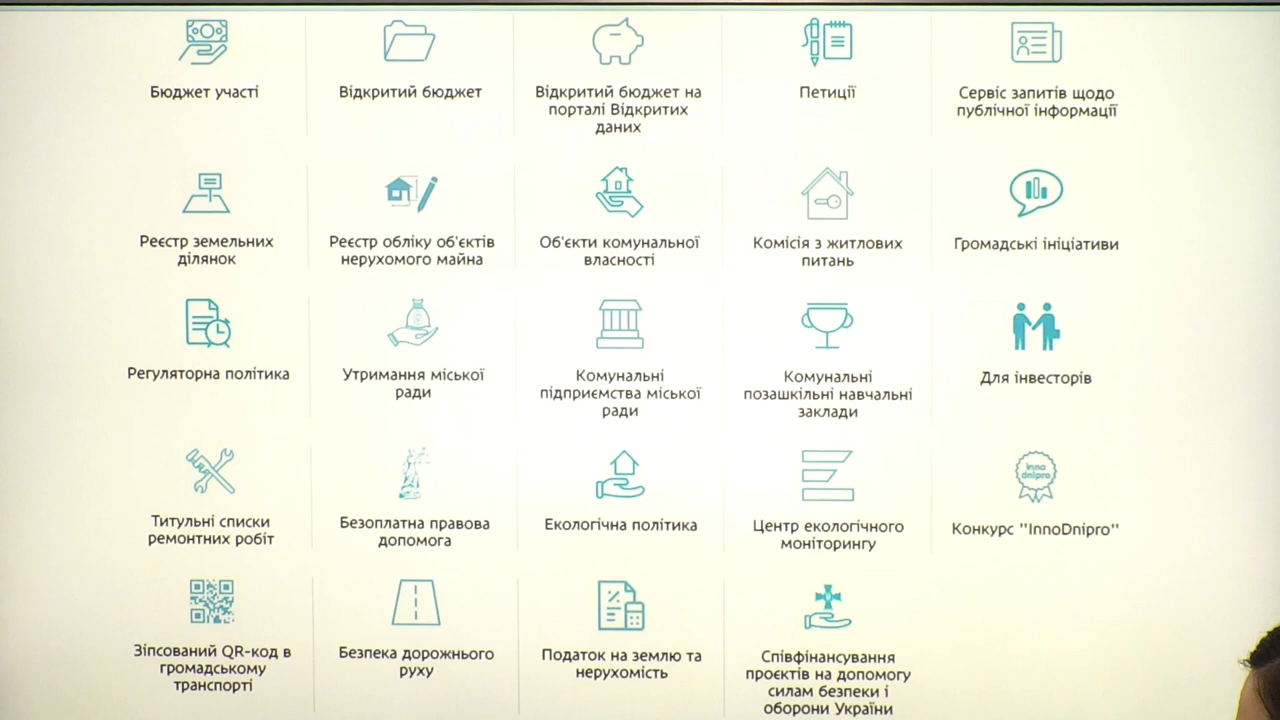 Бюджет участі
Відкритий бюджет
Відкритий бюджет на
порталі Відкритих
даних
Петиції
Сервіс запитів щодо
публічної інформації
Реєстр земельних
ділянок
Реєстр обліку об'єктів
нерухомого майна
Об'єкти комунальної
власності
Комісія з житлових
питань
Громадські ініціативи
Регуляторна політика
Утримання міської
ради
Комунальні
підприємства міської
ради
Комунальні
позашкільні навчальні
заклади
Для інвесторів
inno
dnipro
Титульні списки
ремонтних робіт
Безоплатна правова
допомога
Екологічна політика
Центр екологічного
моніторингу
Конкурс "InnoDnipro"
Зіпсований QR-код в
громадському
транспорті
Безпека дорожнього
руху
Податок на землю та
нерухомість
Співфінансування
проєктів на допомогу
силам безпеки і
оборони України